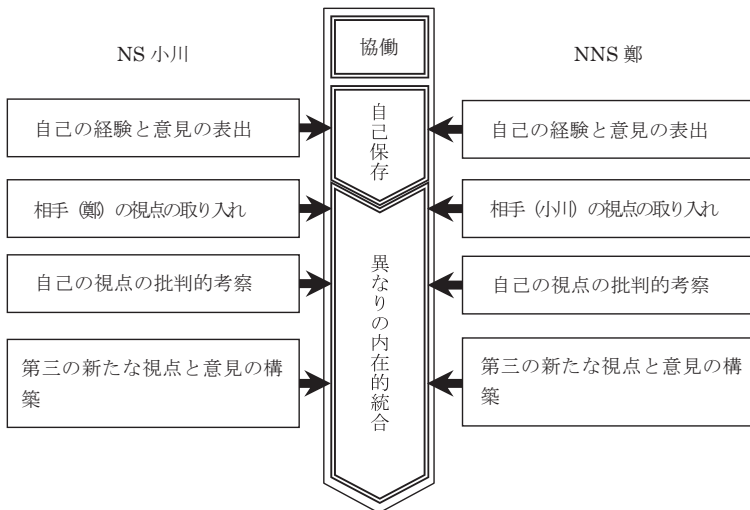 協働
NS 小川
NNS 鄭
自己の経験と意見の表出
自己保存
自己の経験と意見の表出
相手（鄭）の視点の取り入れ
相手（小川）の視点の取り入れ
自己の視点の批判的考察
異なりの内在的統合
自己の視点の批判的考察
第三の新たな視点と意見の構
築
第三の新たな視点と意見の構
築